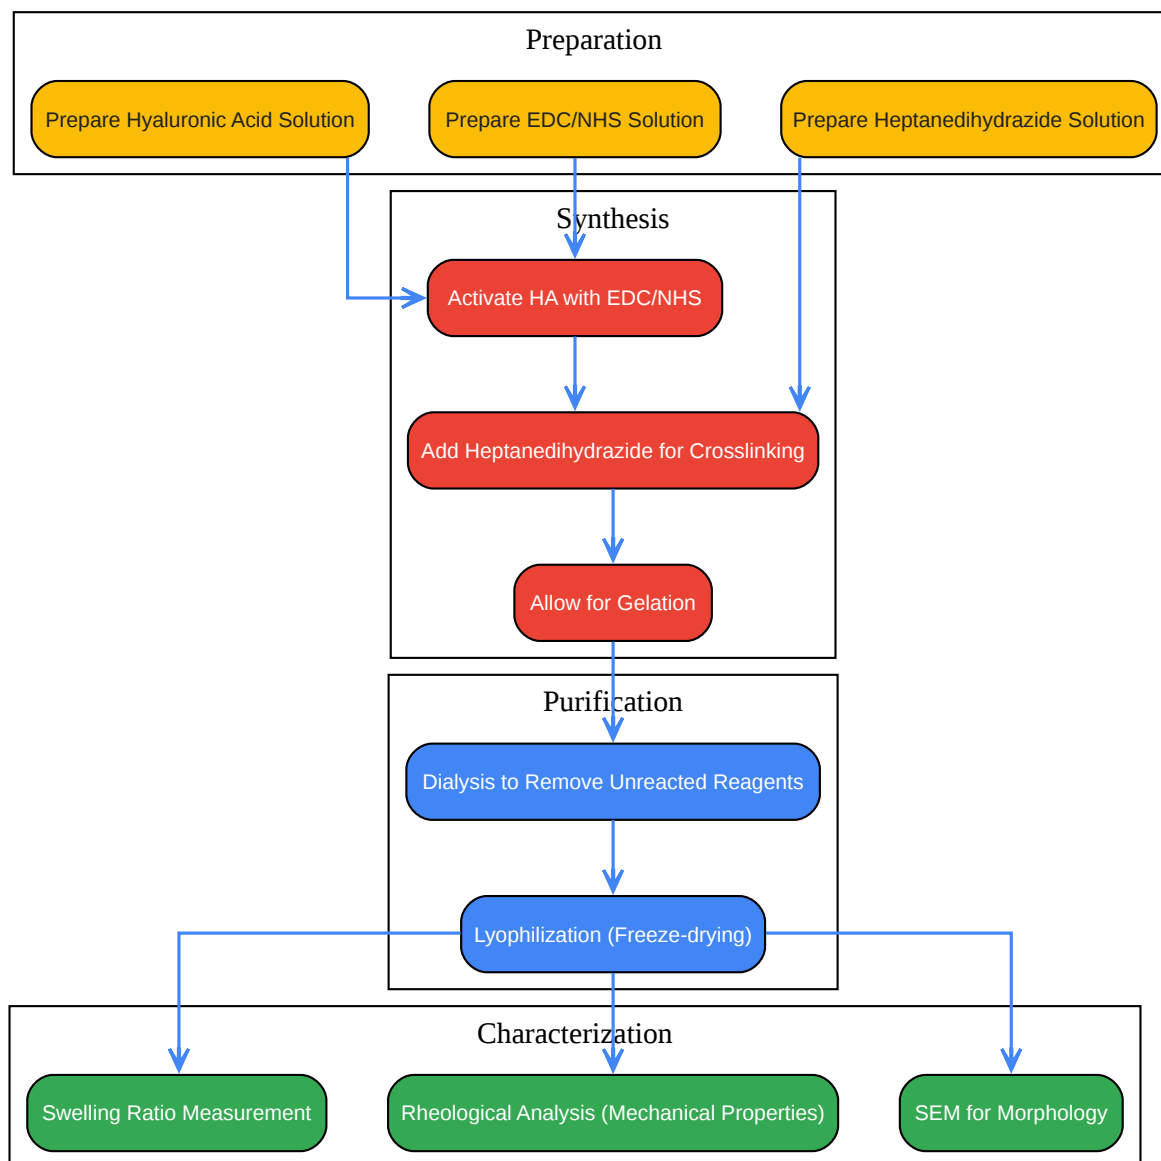 Preparation
Prepare Hyaluronic Acid Solution
Prepare EDC/NHS Solution
Prepare Heptanedihydrazide Solution
Synthesis
Activate HA with EDC/NHS
Add Heptanedihydrazide for Crosslinking
Allow for Gelation
Purification
Dialysis to Remove Unreacted Reagents
Lyophilization (Freeze-drying)
Characterization
Swelling Ratio Measurement
Rheological Analysis (Mechanical Properties)
SEM for Morphology